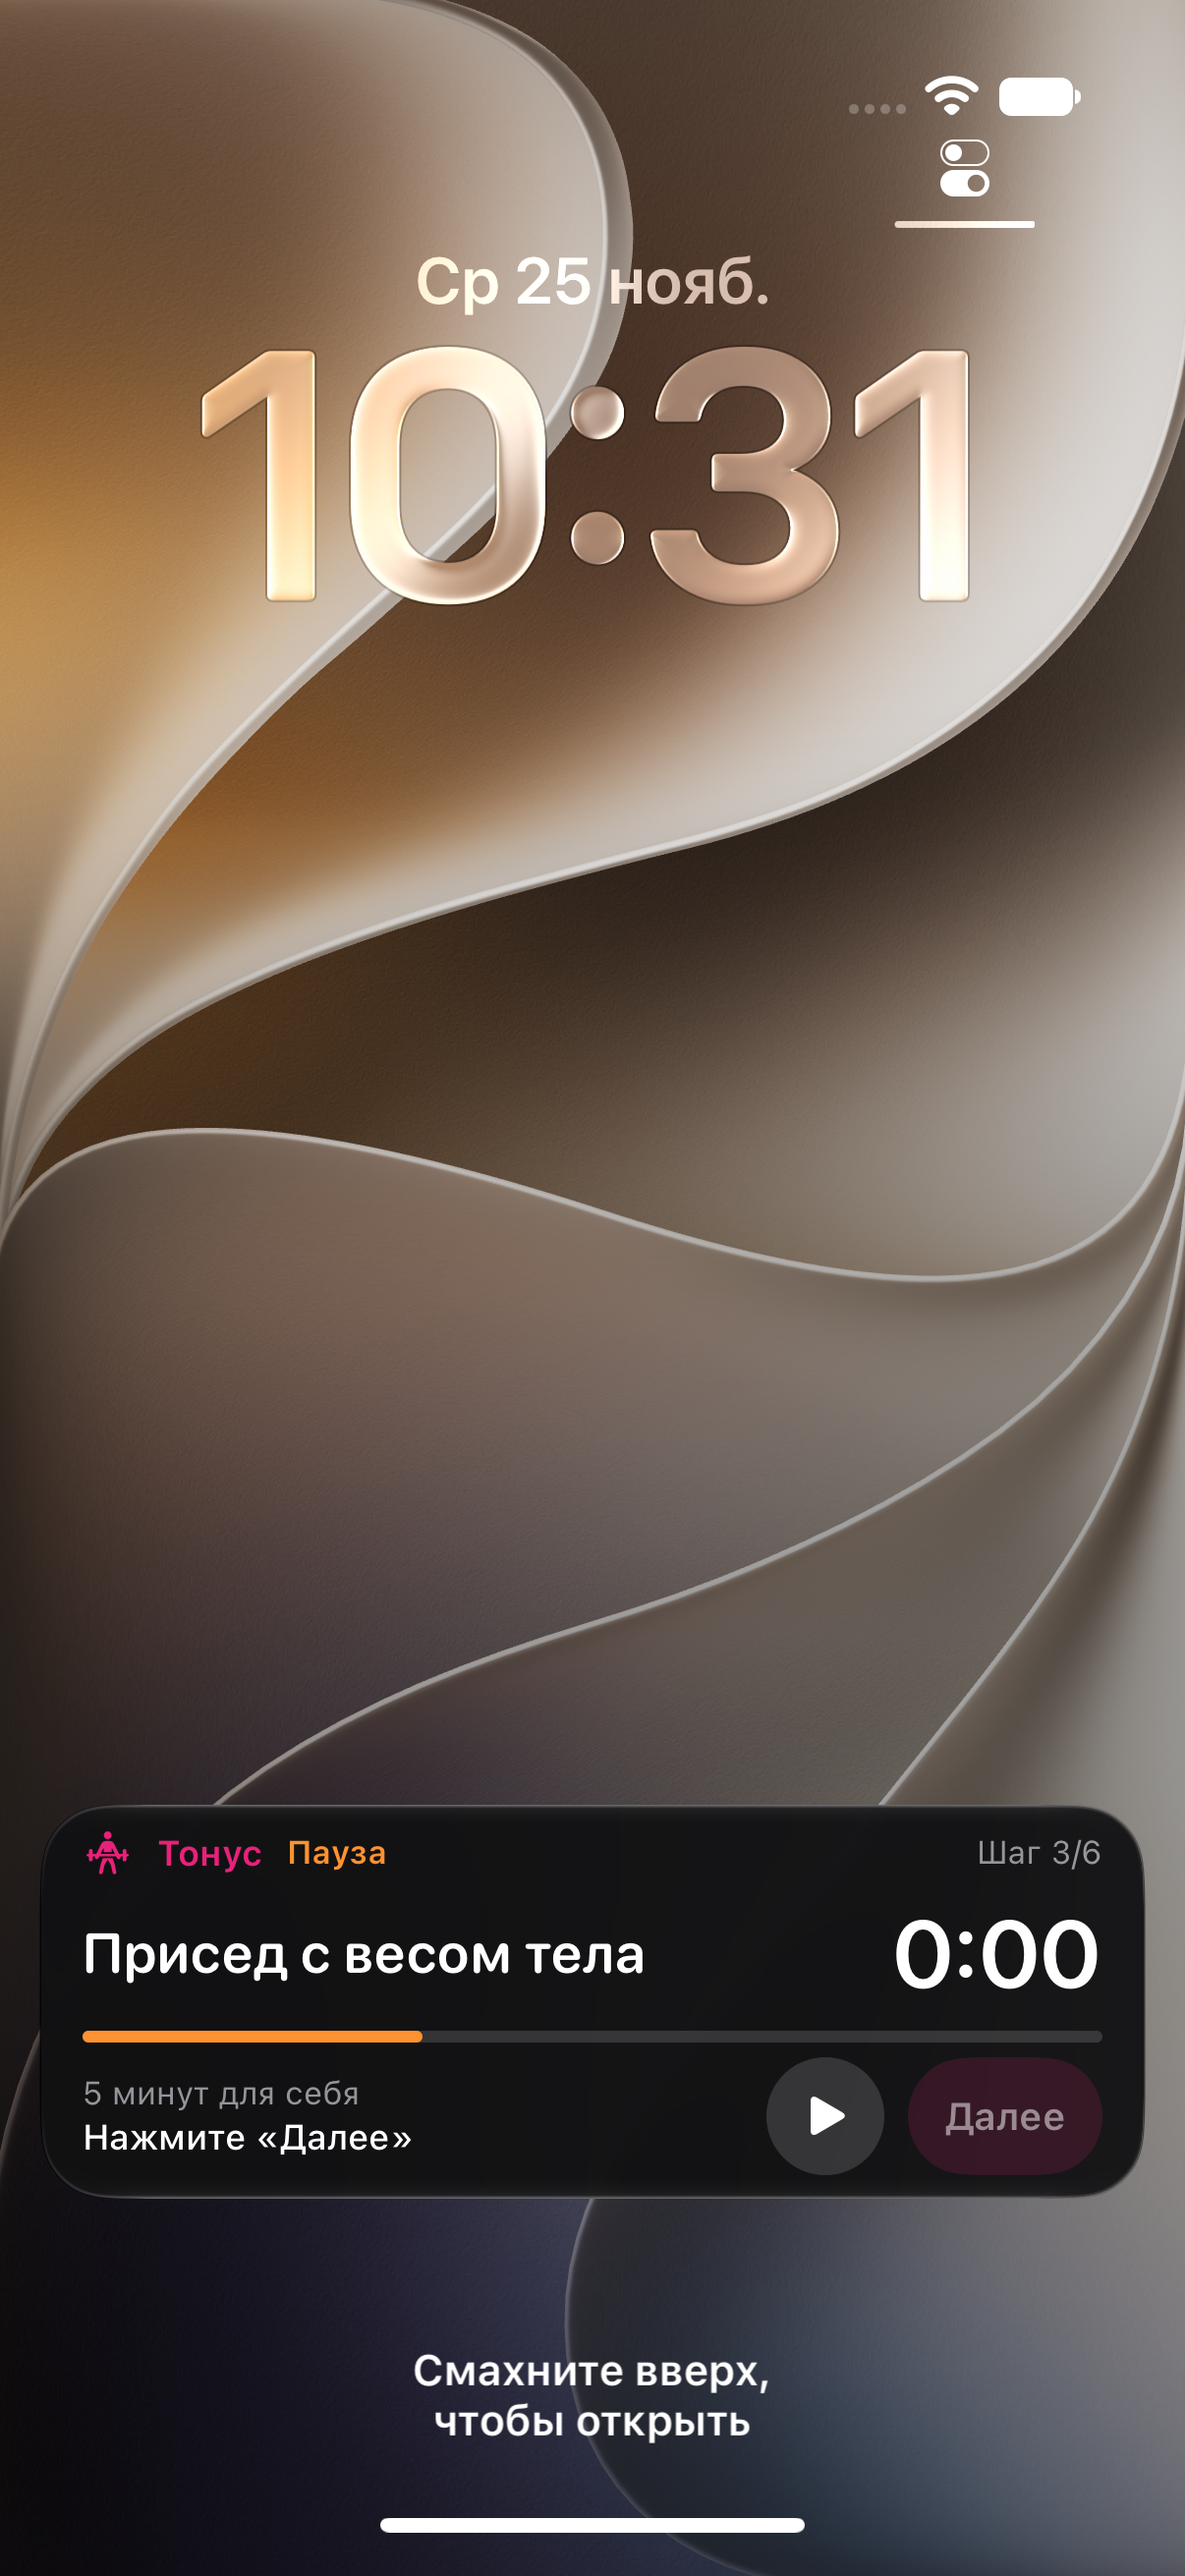 Ср 25 нояб.
10:31
Тонус Пауза Шаг 3/6
Присед с весом тела 0:00
5 минут для себя
Нажмите «Далее»
Далее
Смахните вверх,
чтобы открыть